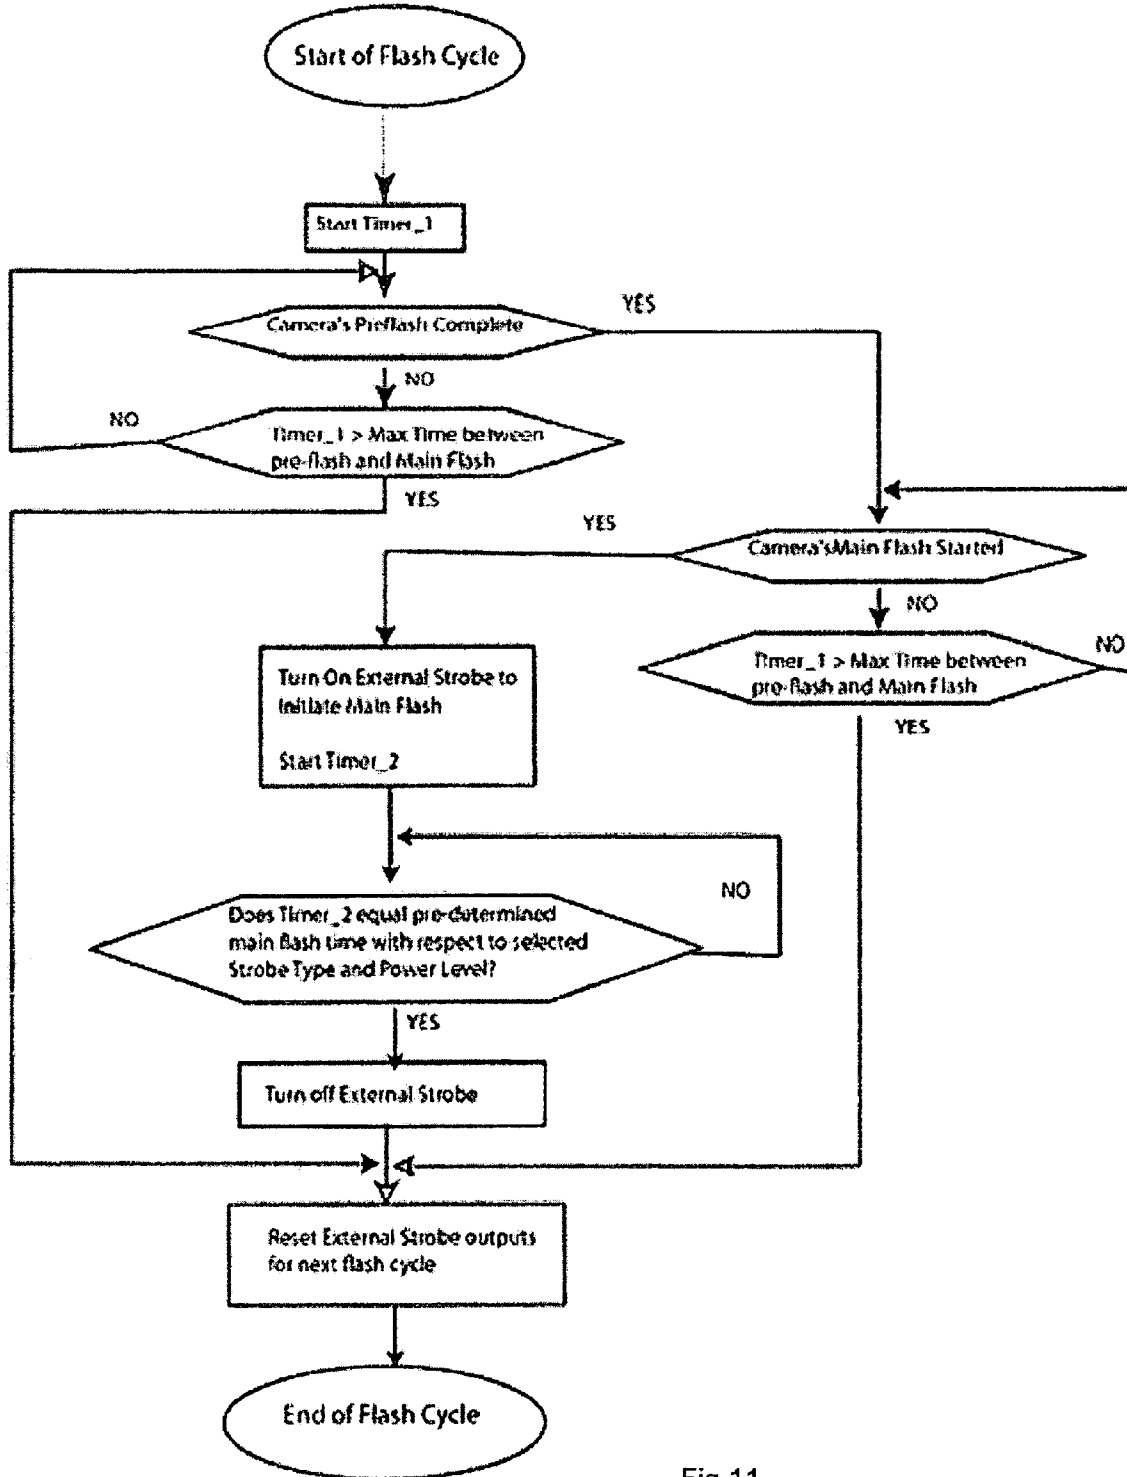 Start of Flash Cycle
Start Timer_1
Camera's Preflash Complete
YES
NO
Timer_1 > Max Time between
pre-flash and Main Flash
NO
YES
Camera'sMain Flash Started
YES
NO
Timer_1 > Max Time between
pre-flash and Main Flash
NO
YES
Turn On External Strobe to
Initiate Main Flash
Start Timer_2
Does Timer_2 equal pre-determined
main flash time with respect to selected
Strobe Type and Power Level?
NO
YES
Turn off External Strobe
Reset External Strobe outputs
for next flash cycle
End of Flash Cycle
Fig 11